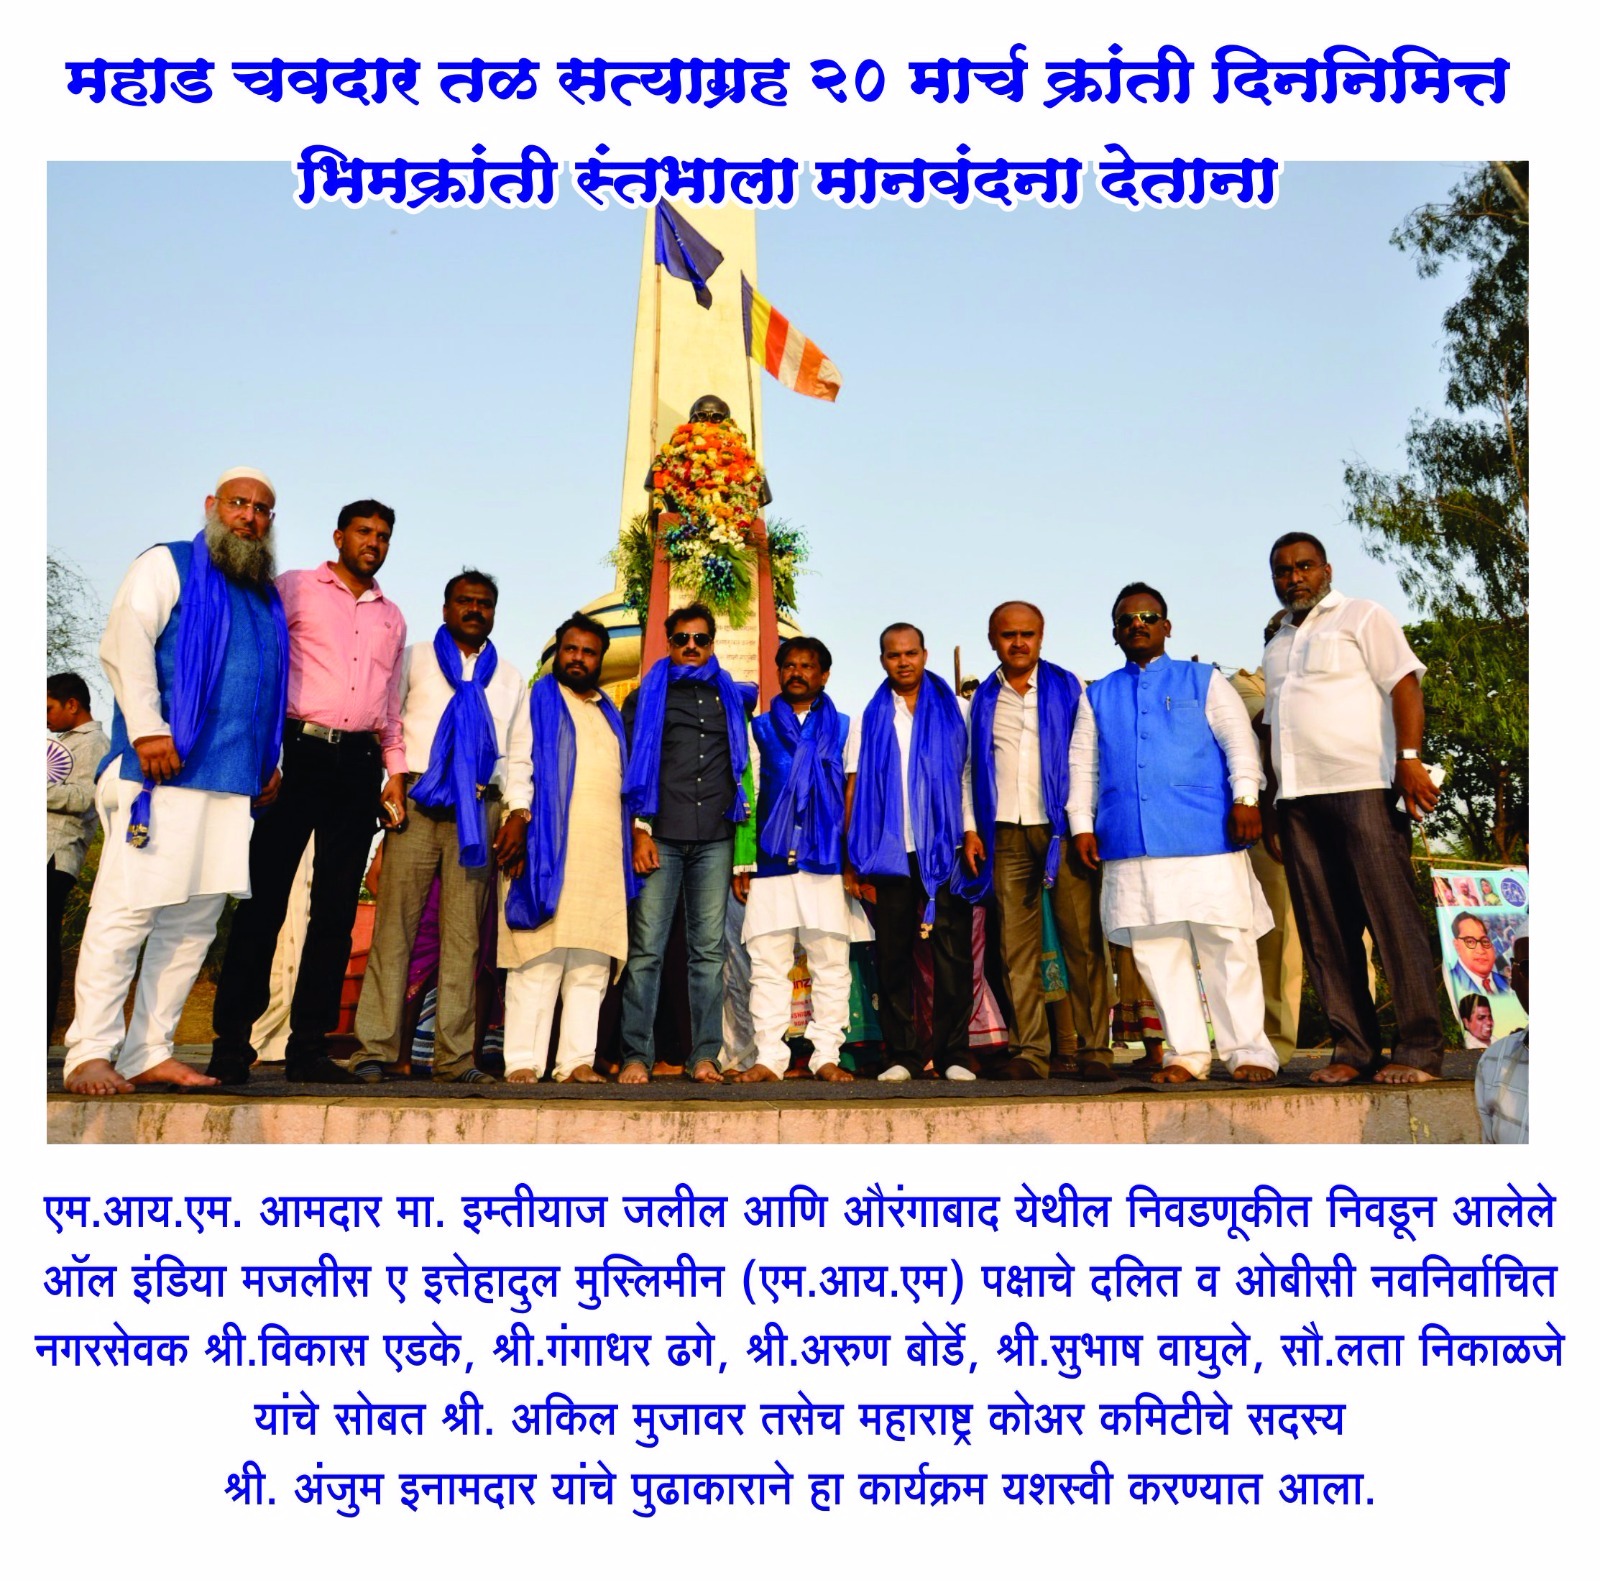 महाड चवदार तळ सत्याग्रह २० मार्च क्रांती दिननिमित्त
भिमक्रांती स्तंभाला मानवंदना देताना
एम.आय.एम. आमदार मा. इम्तीयाज जलील आणि औरंगाबाद येथील निवडणूकीत निवडून आलेले
ऑल इंडिया मजलीस ए इत्तेहादुल मुस्लिमीन (एम.आय.एम) पक्षाचे दलित व ओबीसी नवनिर्वाचित
नगरसेवक श्री.विकास एडके, श्री.गंगाधर ढगे, श्री.अरुण बोर्डे, श्री.सुभाष वाघुले, सौ.लता निकाळजे
यांचे सोबत श्री. अकिल मुजावर तसेच महाराष्ट्र कोअर कमिटीचे सदस्य
श्री. अंजुम इनामदार यांचे पुढाकाराने हा कार्यक्रम यशस्वी करण्यात आला.